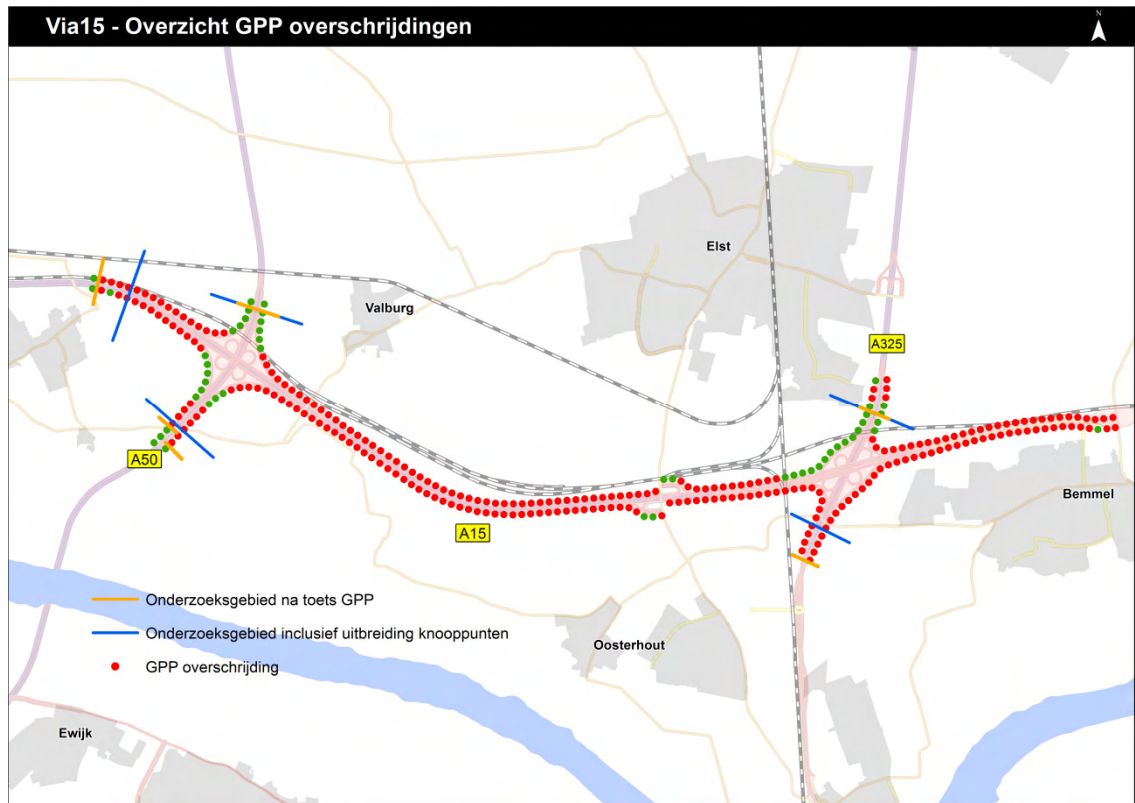 Via15 - Overzicht GPP overschrijdingen
N
Elst
Valburg
A325
A50
Bemmel
A15
Onderzoeksgebied na toets GPP
Onderzoeksgebied inclusief uitbreiding knooppunten
Oosterhout
GPP overschrijding
Ewijk